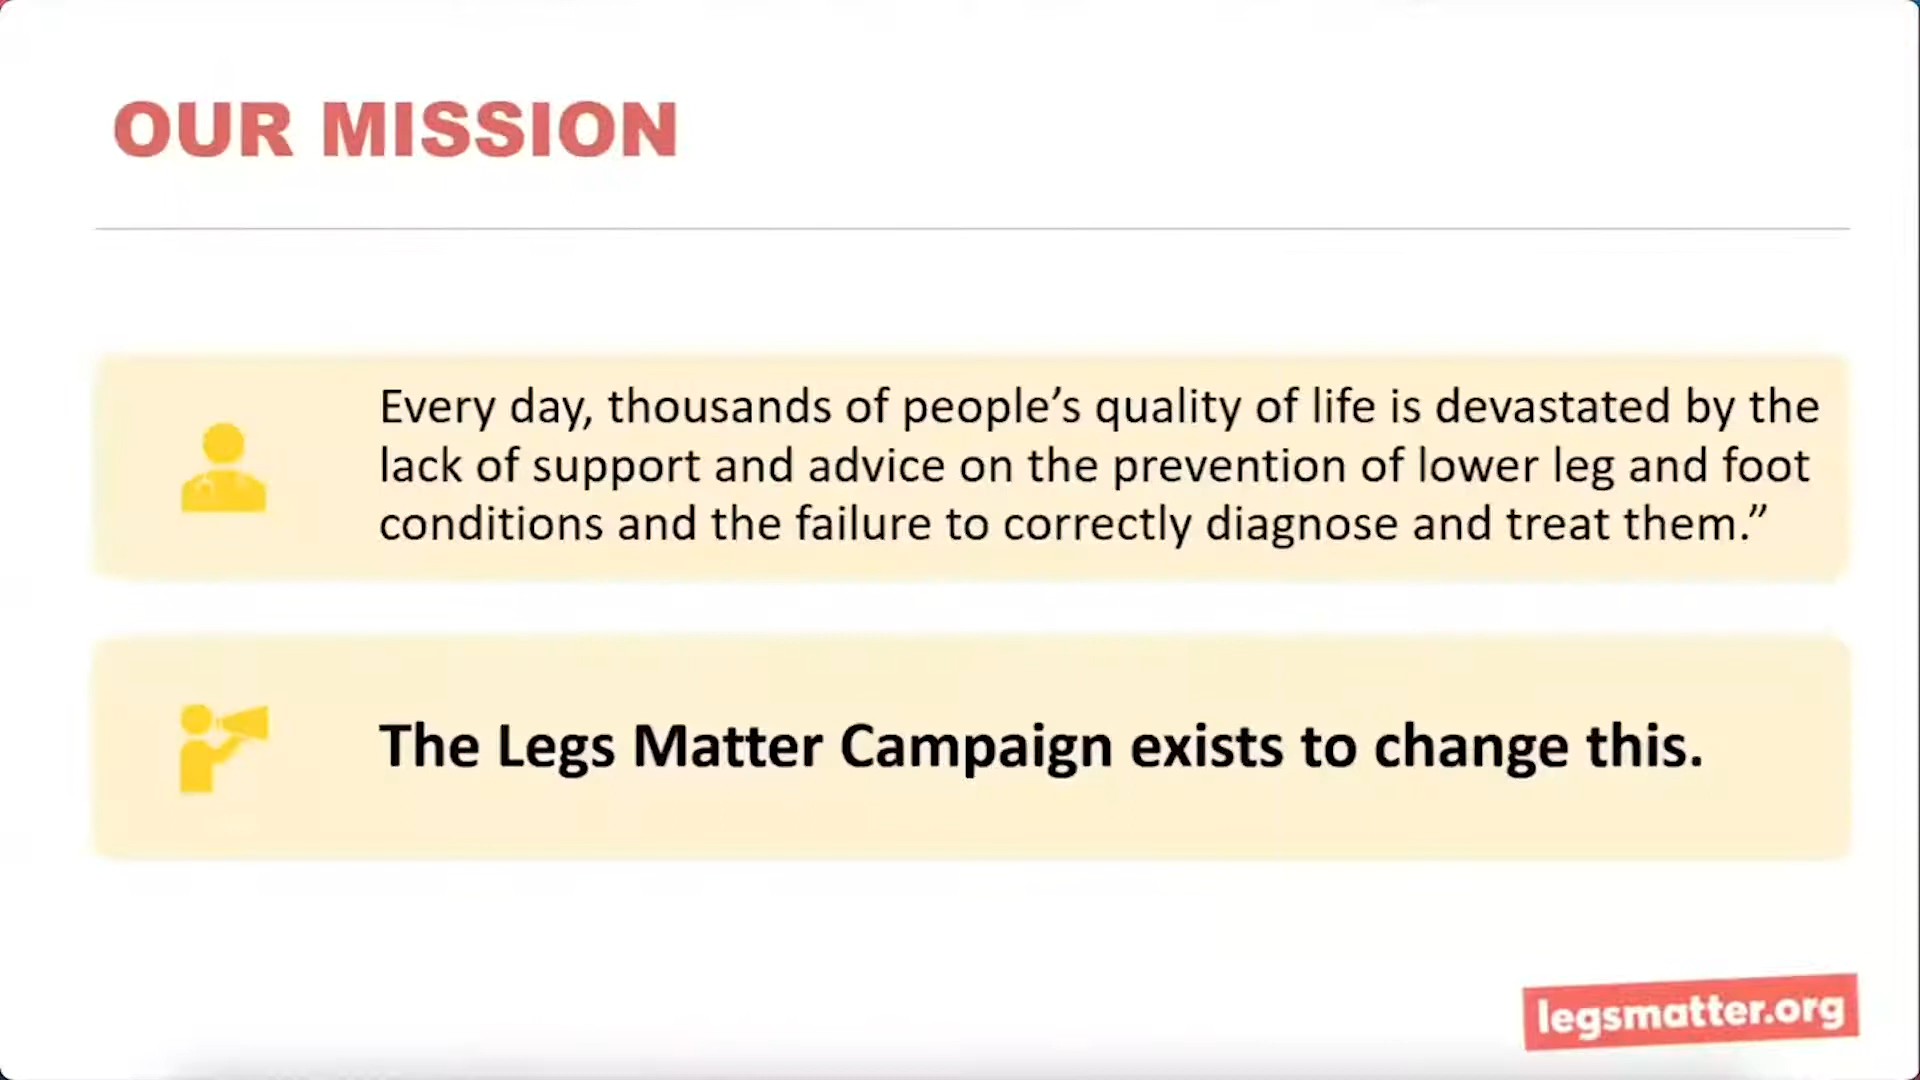 OUR MISSION
Every day, thousands of people’s quality of life is devastated by the
lack of support and advice on the prevention of lower leg and foot
conditions and the failure to correctly diagnose and treat them.”
The Legs Matter Campaign exists to change this.
legsmatter.org